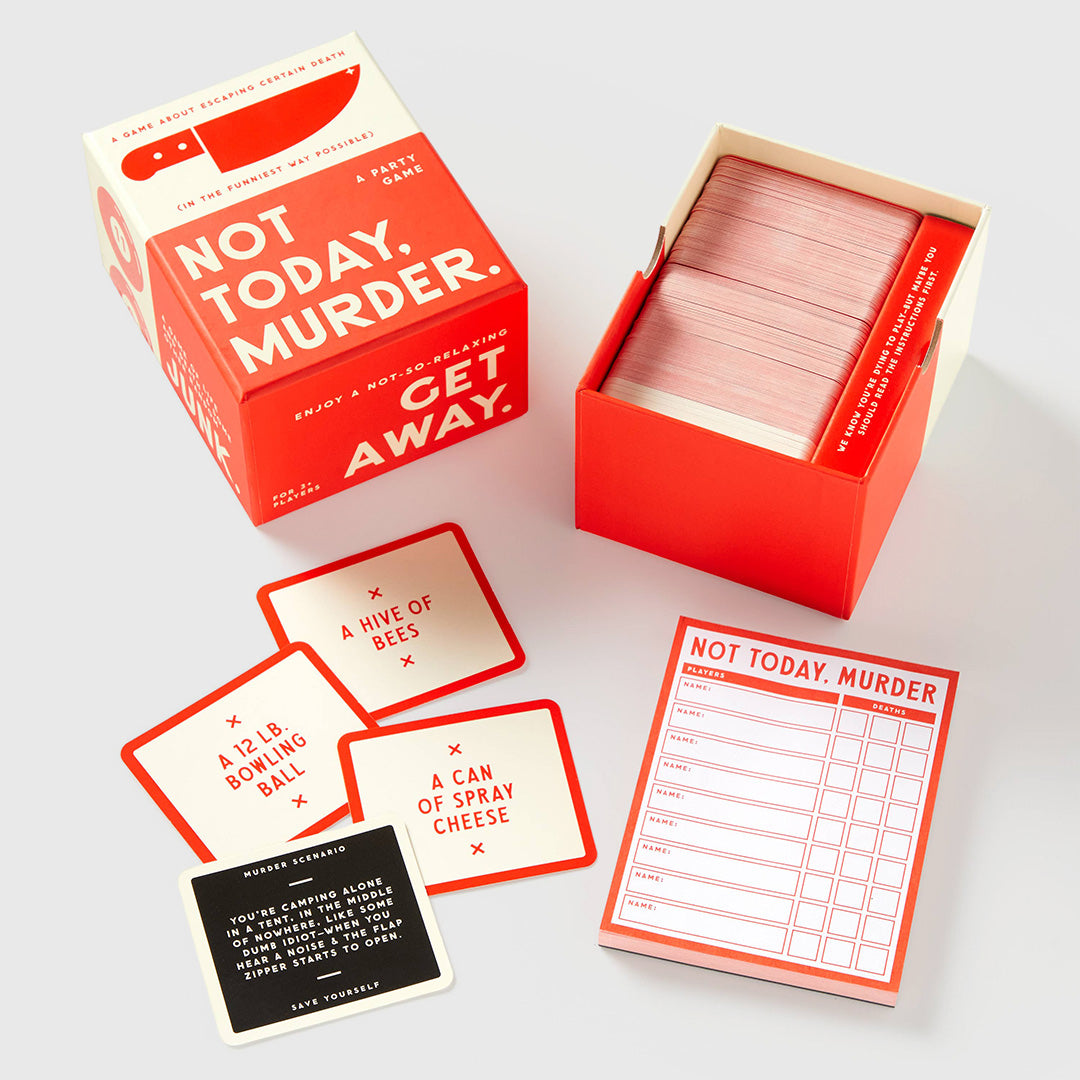 A GAME ABOUT ESCAPING CERTAIN DEATH
(IN THE FUNNIEST WAY POSSIBLE)
A PARTY
GAME
NOT
TODAY,
MURDER.
ENJOY A NOT-SO-RELAXING
GET
AWAY.
FOR 3+
PLAYERS
JUNK.
WE KNOW YOU'RE DYING TO PLAY—BUT MAYBE YOU
SHOULD READ THE INSTRUCTIONS FIRST.
A HIVE OF
BEES
A 12 LB.
BOWLING
BALL
A CAN
OF SPRAY
CHEESE
MURDER SCENARIO
YOU'RE CAMPING ALONE
IN A TENT, IN THE MIDDLE
OF NOWHERE, LIKE SOME
DUMB IDIOT—WHEN YOU
HEAR A NOISE & THE FLAP
ZIPPER STARTS TO OPEN.
SAVE YOURSELF
NOT TODAY, MURDER
PLAYERS
DEATHS
NAME:
NAME:
NAME:
NAME:
NAME:
NAME:
NAME:
NAME:
NAME: